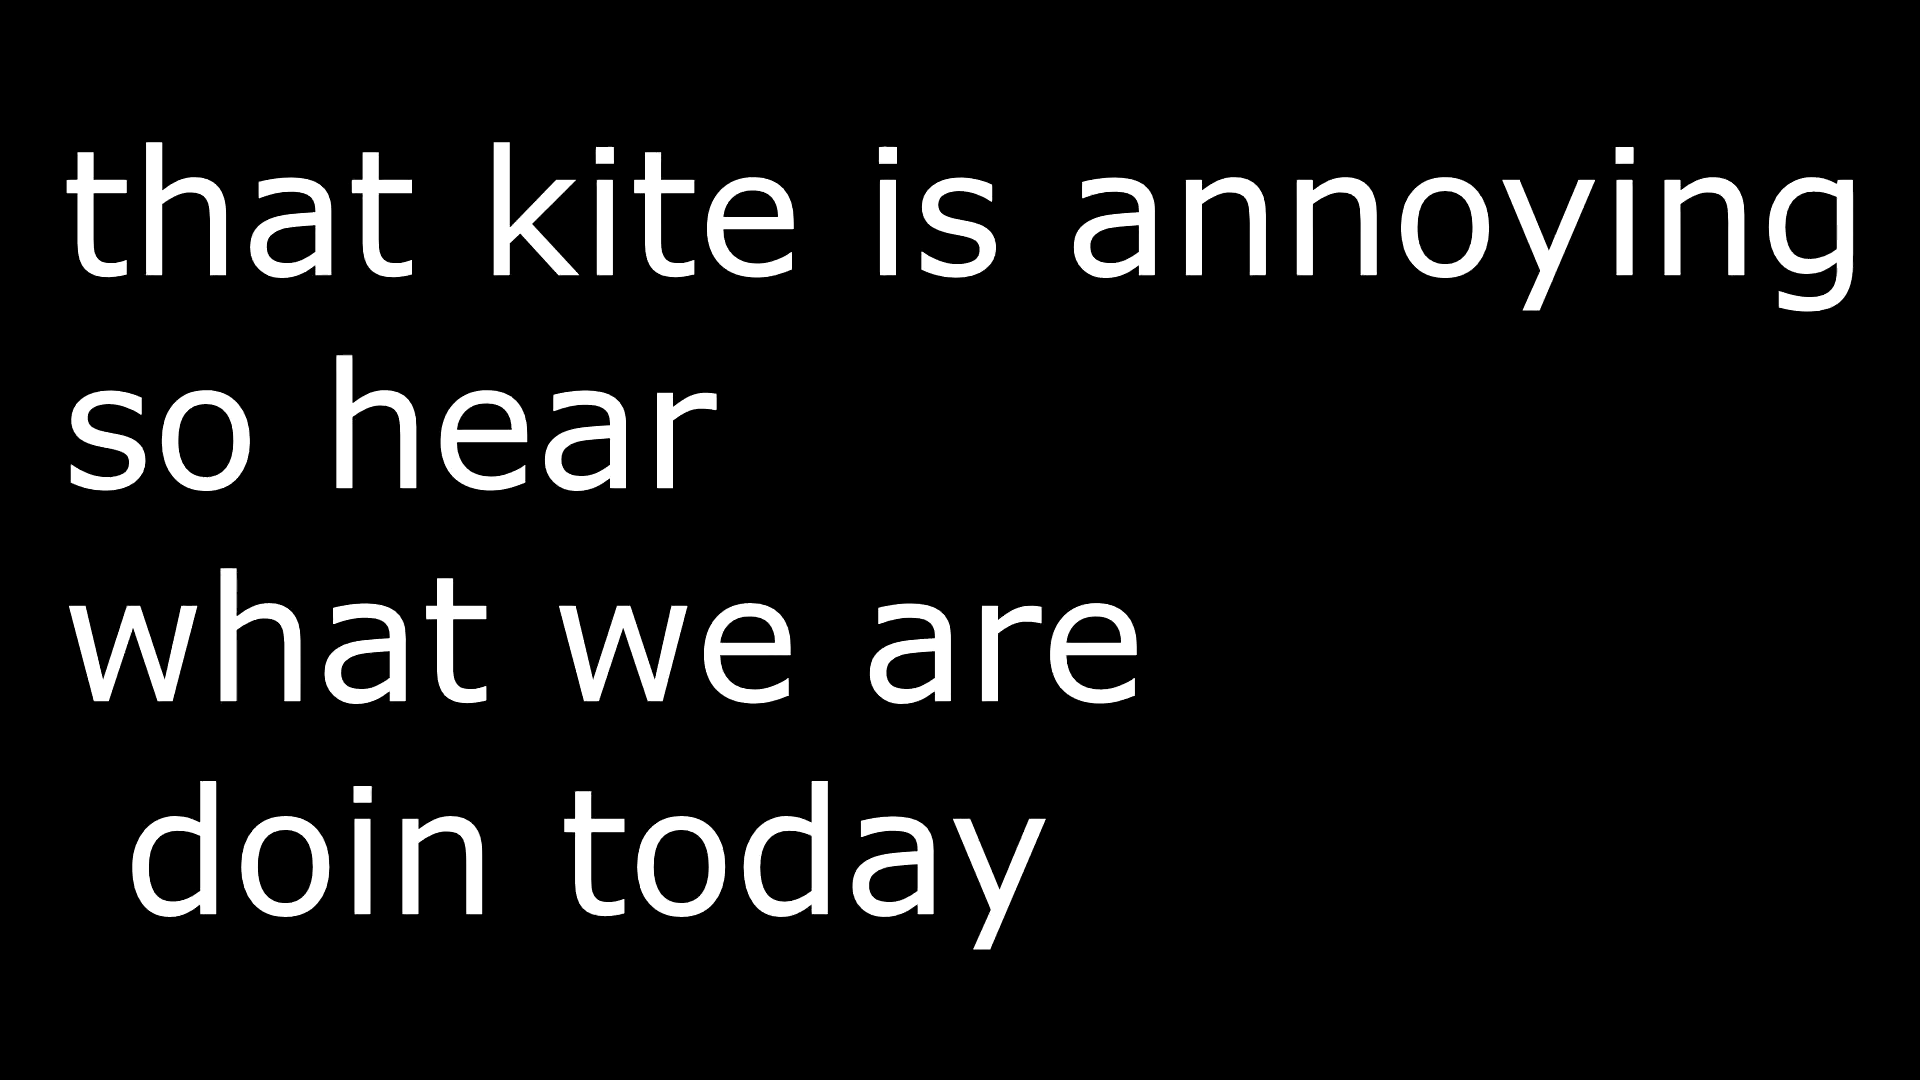 that kite is annoying
so hear
what we are
doin today